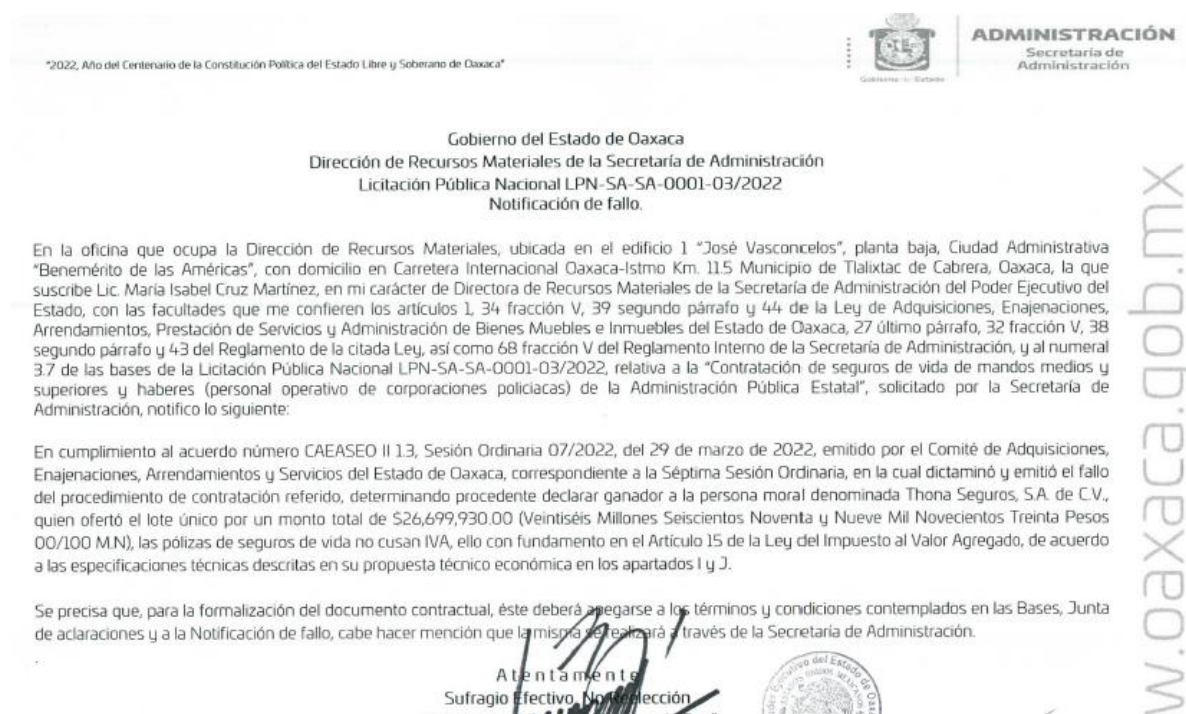 "2022, Año del Centenario de la Constitución Política del Estado Libre y Soberano de Oaxaca"
ADMINISTRACIÓN
Secretaría de
Administración
Gobierno del Estado
Gobierno del Estado de Oaxaca
Dirección de Recursos Materiales de la Secretaría de Administración
Licitación Pública Nacional LPN-SA-SA-0001-03/2022
Notificación de fallo.
En la oficina que ocupa la Dirección de Recursos Materiales, ubicada en el edificio 1 "José Vasconcelos", planta baja, Ciudad Administrativa
"Benemérito de las Américas", con domicilio en Carretera Internacional Oaxaca-Istmo Km. 11.5 Municipio de Tlalixtac de Cabrera, Oaxaca, la que
suscribe Lic. María Isabel Cruz Martínez, en mi carácter de Directora de Recursos Materiales de la Secretaría de Administración del Poder Ejecutivo del
Estado, con las facultades que me confieren los artículos 1, 34 fracción V, 39 segundo párrafo y 44 de la Ley de Adquisiciones, Enajenaciones,
Arrendamientos, Prestación de Servicios y Administración de Bienes Muebles e Inmuebles del Estado de Oaxaca, 27 último párrafo, 32 fracción V, 38
segundo párrafo y 43 del Reglamento de la citada Ley, así como 68 fracción V del Reglamento Interno de la Secretaría de Administración, y al numeral
3.7 de las bases de la Licitación Pública Nacional LPN-SA-SA-0001-03/2022, relativa a la "Contratación de seguros de vida de mandos medios y
superiores y haberes (personal operativo de corporaciones policiacas) de la Administración Pública Estatal", solicitado por la Secretaría de
Administración, notifico lo siguiente:
En cumplimiento al acuerdo número CAEASEO II 1.3, Sesión Ordinaria 07/2022, del 29 de marzo de 2022, emitido por el Comité de Adquisiciones,
Enajenaciones, Arrendamientos y Servicios del Estado de Oaxaca, correspondiente a la Séptima Sesión Ordinaria, en la cual dictaminó y emitió el fallo
del procedimiento de contratación referido, determinando procedente declarar ganador a la persona moral denominada Thona Seguros, S.A. de C.V.,
quien ofertó el lote único por un monto total de $26,699,930.00 (Veintiséis Millones Seiscientos Noventa y Nueve Mil Novecientos Treinta Pesos
00/100 M.N), las pólizas de seguros de vida no cusan IVA, ello con fundamento en el Artículo 15 de la Ley del Impuesto al Valor Agregado, de acuerdo
a las especificaciones técnicas descritas en su propuesta técnico económica en los apartados I y J.
Se precisa que, para la formalización del documento contractual, éste deberá apegarse a los términos y condiciones contemplados en las Bases, Junta
de aclaraciones y a la Notificación de fallo, cabe hacer mención que la misma se realizará a través de la Secretaría de Administración.
Atentamente
Sufragio Efectivo, No Reelección
w.oaxaca.gob.mx